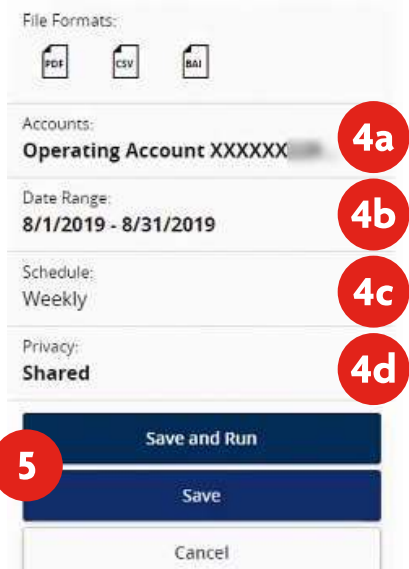 File Formats:
PDF CSV BAI
Accounts:
Operating Account XXXXXX
4a
Date Range:
8/1/2019 - 8/31/2019
4b
Schedule:
Weekly
4c
Privacy:
Shared
4d
Save and Run
5
Save
Cancel